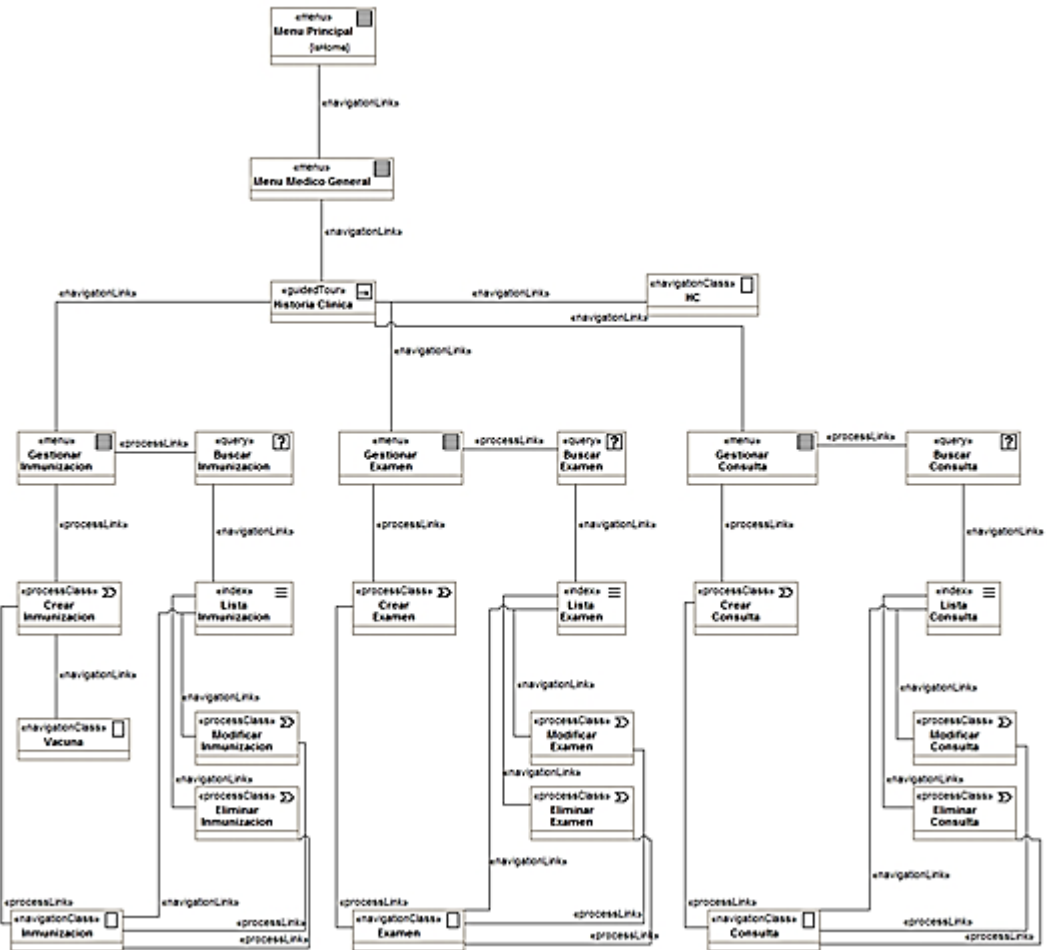 «menu»
Menu Principal
{isHome}
«navigationLink»
«menu»
Menu Medico General
«navigationLink»
«guidedTour»
Historia Clinica
«navigationLink»
«navigationLink»
«navigationClass»
HC
«navigationLink»
«navigationLink»
«menu»
Gestionar
Inmunizacion
«processLink»
«query»
Buscar
Inmunizacion
«menu»
Gestionar
Examen
«processLink»
«query»
Buscar
Examen
«menu»
Gestionar
Consulta
«processLink»
«query»
Buscar
Consulta
«processLink»
«navigationLink»
«processLink»
«navigationLink»
«processLink»
«navigationLink»
«processClass»
Crear
Inmunizacion
«index»
Lista
Inmunizacion
«processClass»
Crear
Examen
«index»
Lista
Examen
«processClass»
Crear
Consulta
«index»
Lista
Consulta
«navigationLink»
«navigationLink»
«navigationLink»
«navigationLink»
«navigationClass»
Vacuna
«processClass»
Modificar
Inmunizacion
«processClass»
Modificar
Examen
«processClass»
Modificar
Consulta
«navigationLink»
«navigationLink»
«navigationLink»
«processClass»
Eliminar
Inmunizacion
«processClass»
Eliminar
Examen
«processClass»
Eliminar
Consulta
«navigationLink»
«navigationLink»
«processLink»
«navigationLink»
«processLink»
«processLink»
«navigationClass»
Inmunizacion
«processLink»
«processLink»
«navigationClass»
Examen
«processLink»
«processLink»
«navigationClass»
Consulta
«processLink»
«processLink»